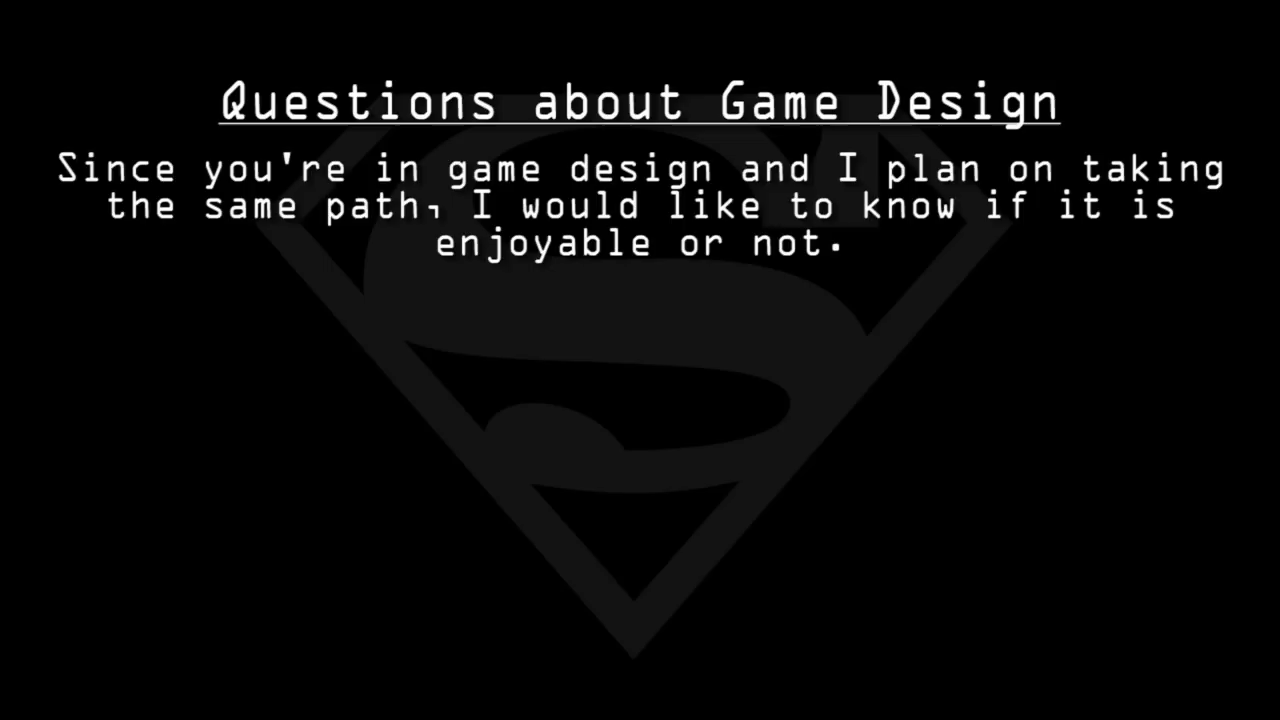 Questions about Game Design
Since you're in game design and I plan on taking
the same path, I would like to know if it is
enjoyable or not.